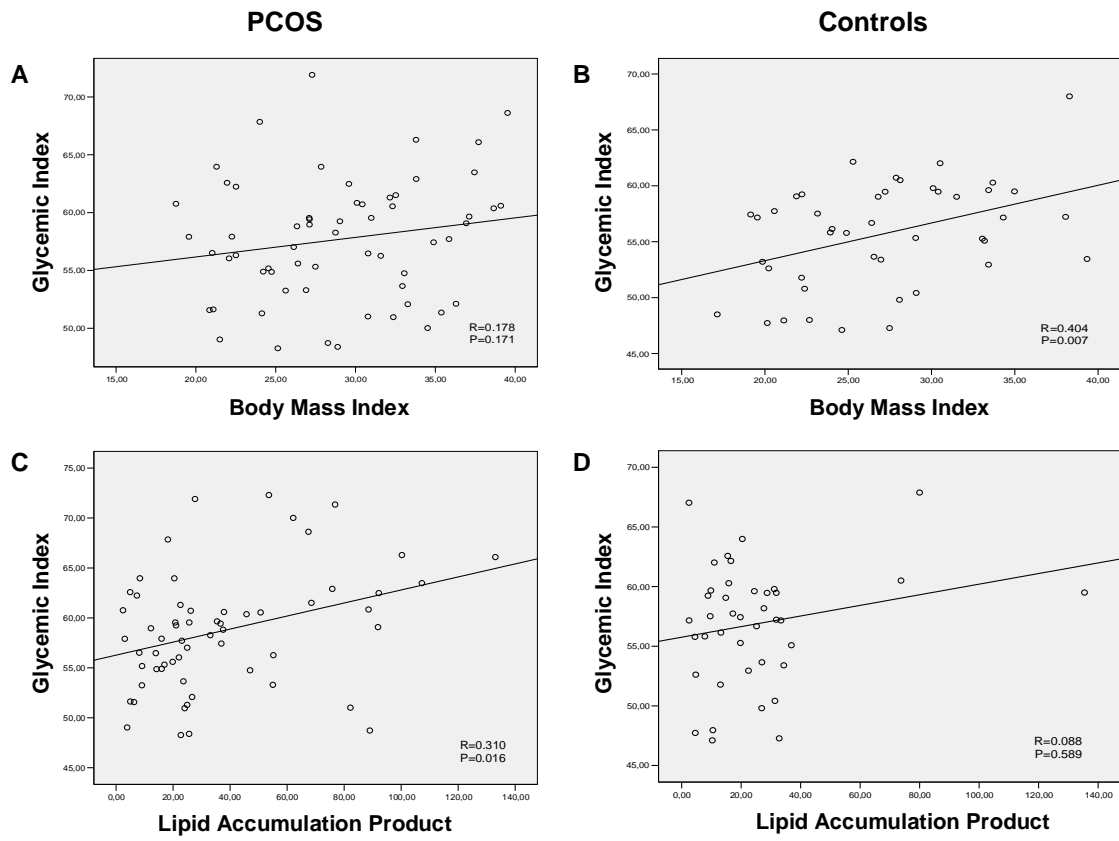 PCOS
Controls
A
Glycemic Index
70,00
65,00
60,00
55,00
50,00
R=0.178
P=0.171
15,00 20,00 25,00 30,00 35,00 40,00
Body Mass Index
B
Glycemic Index
70,00
65,00
60,00
55,00
50,00
45,00
R=0.404
P=0.007
15,00 20,00 25,00 30,00 35,00 40,00
Body Mass Index
C
Glycemic Index
75,00
70,00
65,00
60,00
55,00
50,00
45,00
R=0.310
P=0.016
0,00 20,00 40,00 60,00 80,00 100,00 120,00 140,00
Lipid Accumulation Product
D
Glycemic Index
70,00
65,00
60,00
55,00
50,00
45,00
R=0.088
P=0.589
0,00 20,00 40,00 60,00 80,00 100,00 120,00 140,00
Lipid Accumulation Product